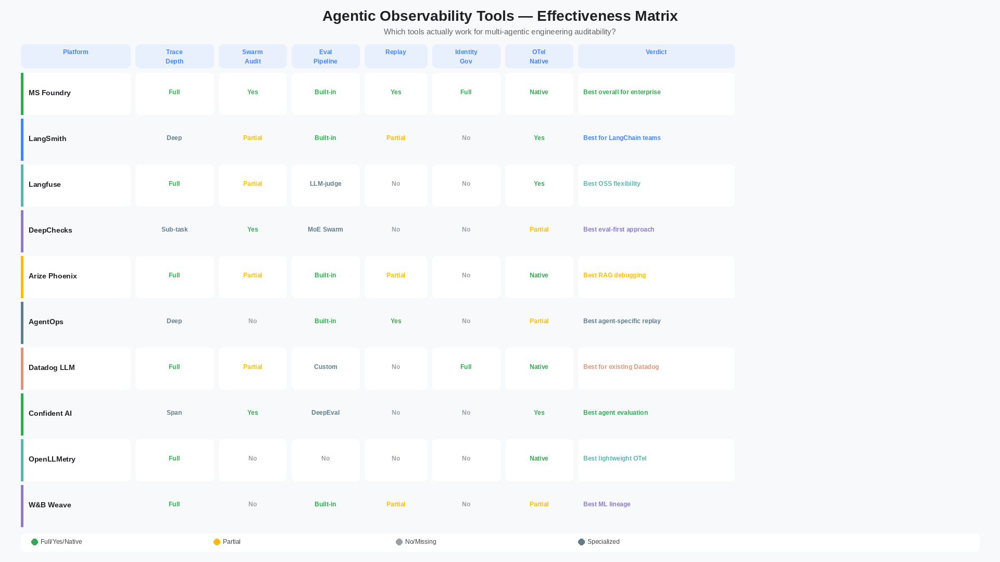 Agentic Observability Tools — Effectiveness Matrix
Which tools actually work for multi-agentic engineering auditability?
Platform
Trace
Depth
Swarm
Audit
Eval
Pipeline
Replay
Identity
Gov
OTel
Native
Verdict
MS Foundry Full Yes Built-in Yes Full Native Best overall for enterprise
LangSmith Deep Partial Built-in Partial No Yes Best for LangChain teams
Langfuse Full Partial LLM-judge No No Yes Best OSS flexibility
DeepChecks Sub-task Yes MoE Swarm No No Partial Best eval-first approach
Arize Phoenix Full Partial Built-in Partial No Native Best RAG debugging
AgentOps Deep No Built-in Yes No Partial Best agent-specific replay
Datadog LLM Full Partial Custom No Full Native Best for existing Datadog
Confident AI Span Yes DeepEval No No Yes Best agent evaluation
OpenLLMetry Full No No No No Native Best lightweight OTel
W&B Weave Full No Built-in Partial No Partial Best ML lineage
Full/Yes/Native Partial No/Missing Specialized